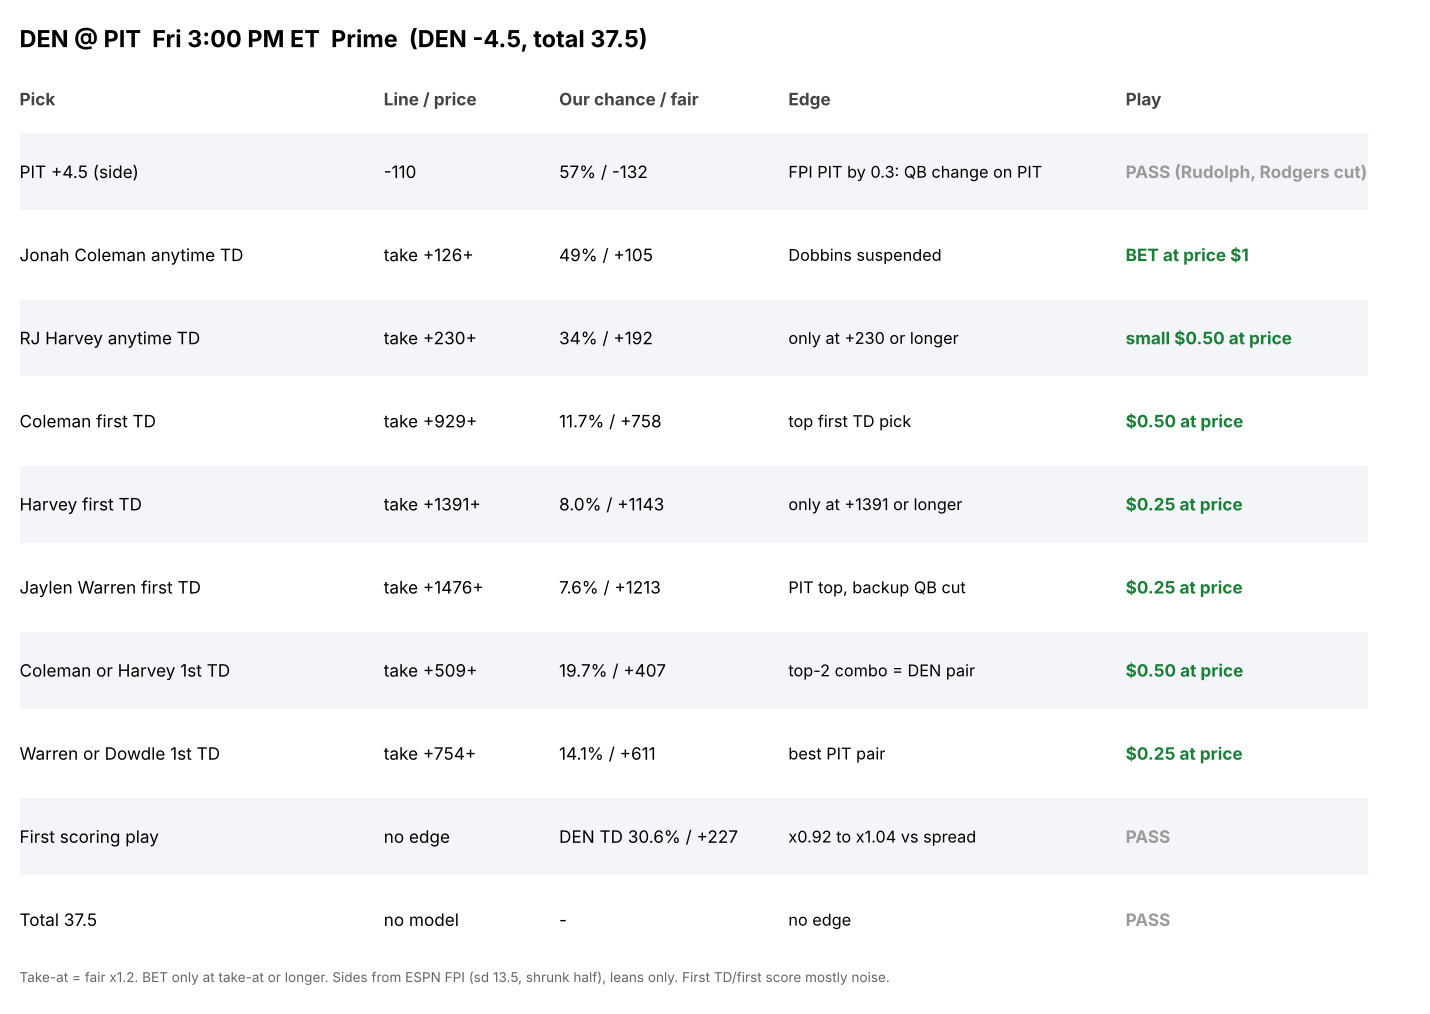 DEN @ PIT  Fri 3:00 PM ET  Prime  (DEN -4.5, total 37.5)
Pick Line / price Our chance / fair Edge Play
PIT +4.5 (side) -110 57% / -132 FPI PIT by 0.3: QB change on PIT PASS (Rudolph, Rodgers cut)
Jonah Coleman anytime TD take +126+ 49% / +105 Dobbins suspended BET at price $1
RJ Harvey anytime TD take +230+ 34% / +192 only at +230 or longer small $0.50 at price
Coleman first TD take +929+ 11.7% / +758 top first TD pick $0.50 at price
Harvey first TD take +1391+ 8.0% / +1143 only at +1391 or longer $0.25 at price
Jaylen Warren first TD take +1476+ 7.6% / +1213 PIT top, backup QB cut $0.25 at price
Coleman or Harvey 1st TD take +509+ 19.7% / +407 top-2 combo = DEN pair $0.50 at price
Warren or Dowdle 1st TD take +754+ 14.1% / +611 best PIT pair $0.25 at price
First scoring play no edge DEN TD 30.6% / +227 x0.92 to x1.04 vs spread PASS
Total 37.5 no model - no edge PASS
Take-at = fair x1.2. BET only at take-at or longer. Sides from ESPN FPI (sd 13.5, shrunk half), leans only. First TD/first score mostly noise.